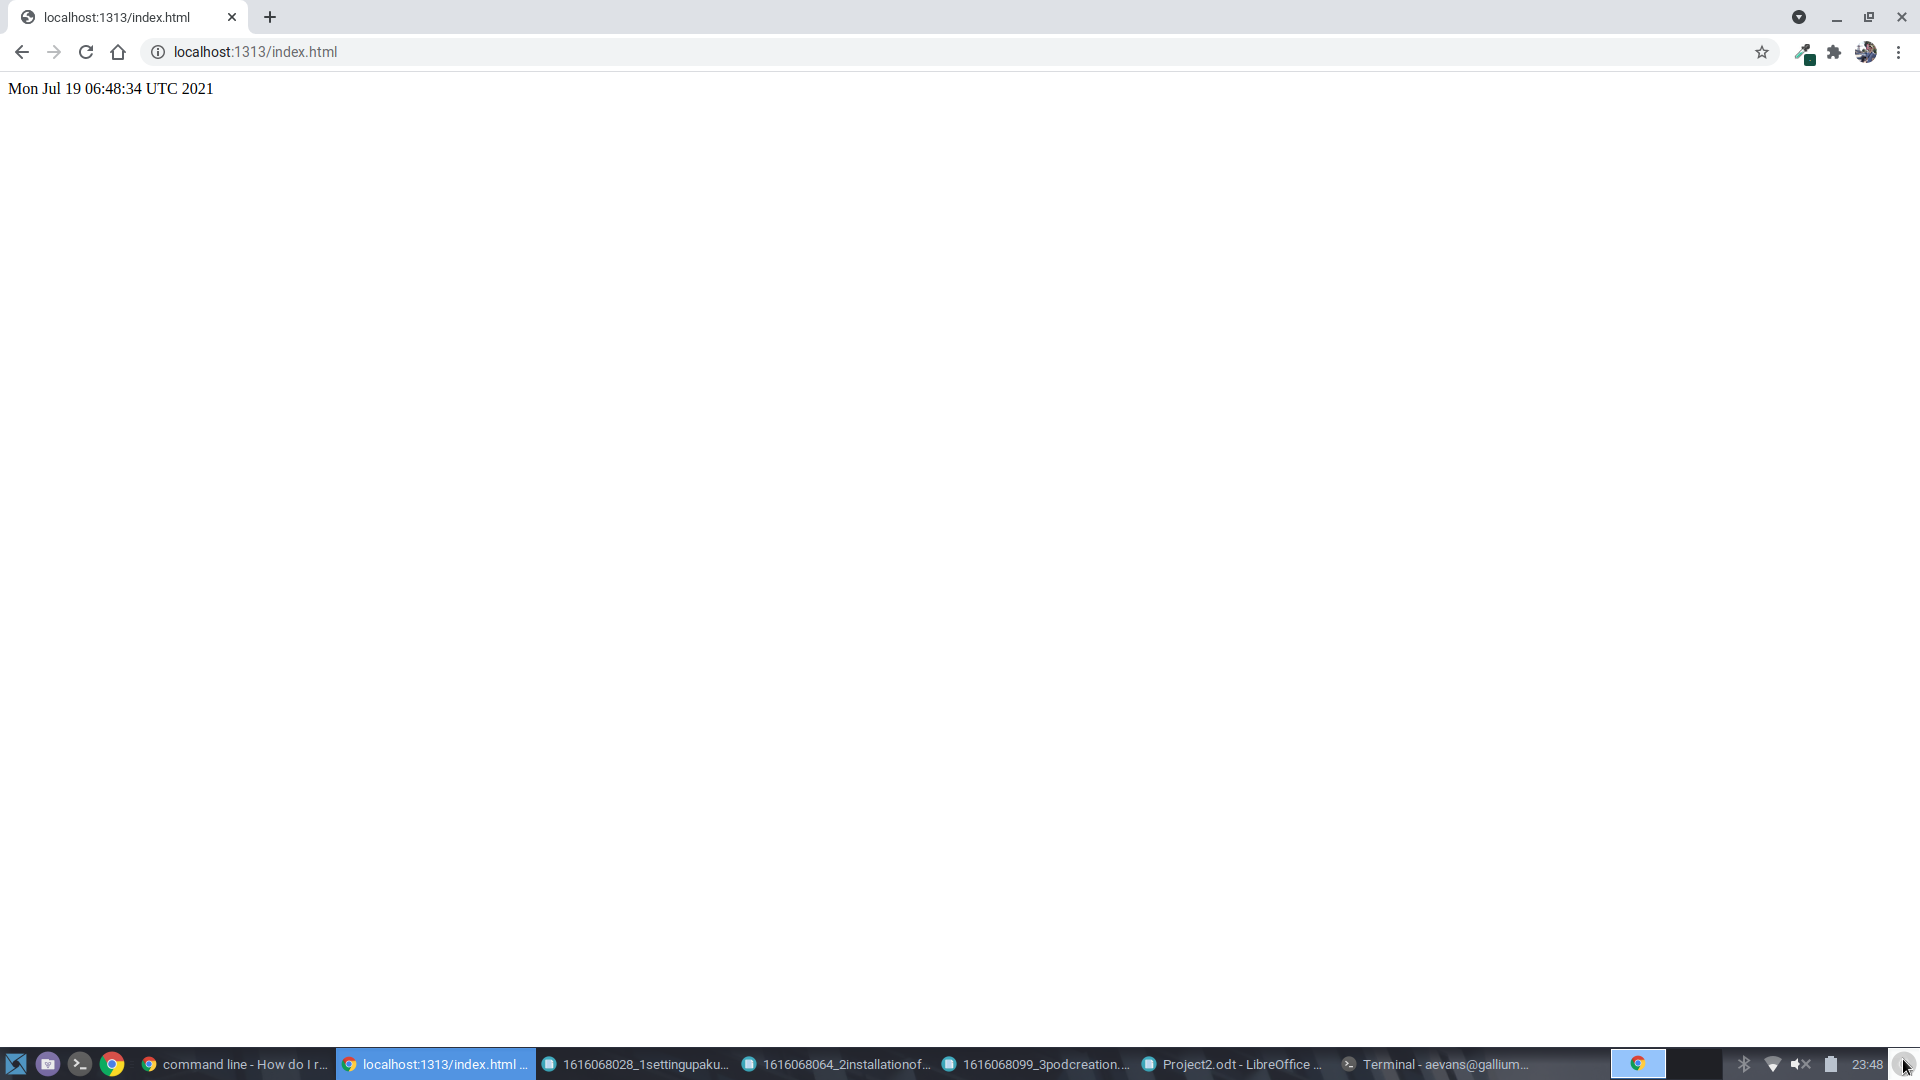 localhost:1313/index.html
localhost:1313/index.html
Mon Jul 19 06:48:34 UTC 2021
command line - How do I r...
localhost:1313/index.html ...
1616068028_1settingupaku...
1616068064_2installationof...
1616068099_3podcreation....
Project2.odt - LibreOffice ...
Terminal - aevans@gallium...
23:48